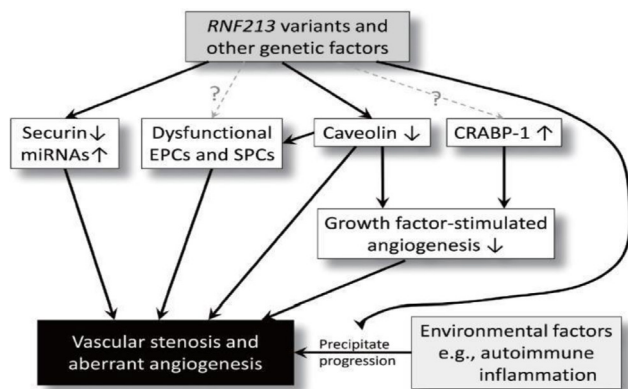 RNF213 variants and
other genetic factors
?
?
Securin↓
miRNAs↑
Dysfunctional
EPCs and SPCs
Caveolin ↓
CRABP-1 ↑
Growth factor-stimulated
angiogenesis ↓
Vascular stenosis and
aberrant angiogenesis
Precipitate
progression
Environmental factors
e.g., autoimmune
inflammation